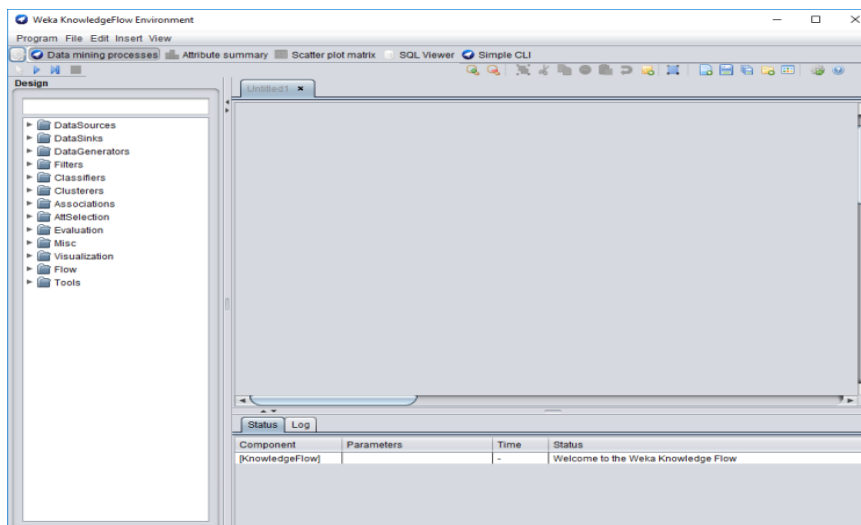 Weka KnowledgeFlow Environment
Program File Edit Insert View
Data mining processes Attribute summary Scatter plot matrix SQL Viewer Simple CLI
Design
Untitled1
DataSources
DataSinks
DataGenerators
Filters
Classifiers
Clusterers
Associations
AttSelection
Evaluation
Misc
Visualization
Flow
Tools
Status Log
Component Parameters Time Status
[KnowledgeFlow] - Welcome to the Weka Knowledge Flow